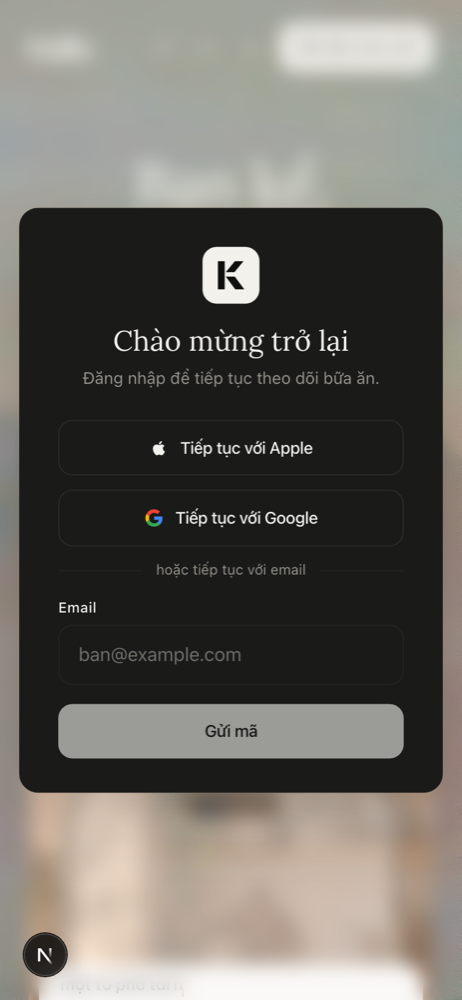 K
Chào mừng trở lại
Đăng nhập để tiếp tục theo dõi bữa ăn.
Tiếp tục với Apple
Tiếp tục với Google
hoặc tiếp tục với email
Email
ban@example.com
Gửi mã
N